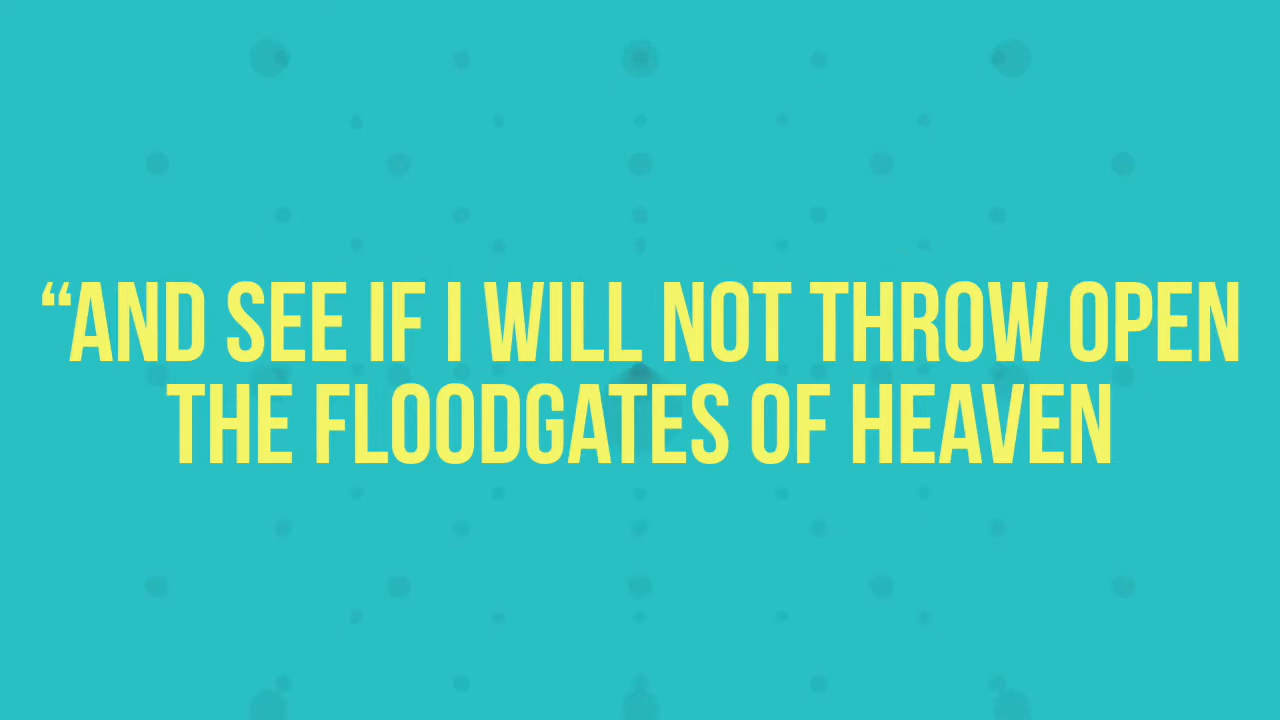 “AND SEE IF I WILL NOT THROW OPEN
THE FLOODGATES OF HEAVEN